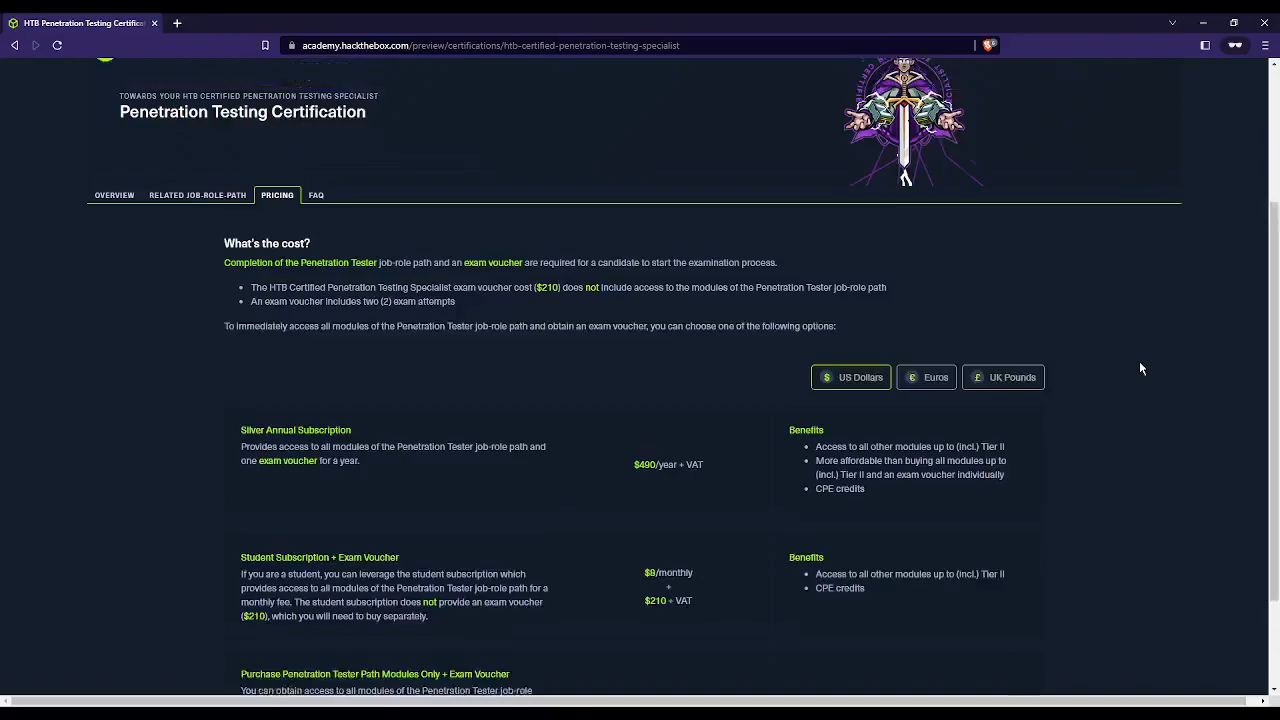 HTB Penetration Testing Certifica
academy.hackthebox.com/preview/certifications/htb-certified-penetration-testing-specialist
TOWARDS YOUR HTB CERTIFIED PENETRATION TESTING SPECIALIST
Penetration Testing Certification
OVERVIEW
RELATED JOB-ROLE-PATH
PRICING
FAQ
What's the cost?
Completion of the Penetration Tester job-role path and an exam voucher are required for a candidate to start the examination process.
• The HTB Certified Penetration Testing Specialist exam voucher cost ($210) does not include access to the modules of the Penetration Tester job-role path
• An exam voucher includes two (2) exam attempts
To immediately access all modules of the Penetration Tester job-role path and obtain an exam voucher, you can choose one of the following options:
$ US Dollars
€ Euros
£ UK Pounds
Silver Annual Subscription
Provides access to all modules of the Penetration Tester job-role path and
one exam voucher for a year.
$490/year + VAT
Benefits
• Access to all other modules up to (incl.) Tier II
• More affordable than buying all modules up to
(incl.) Tier II and an exam voucher individually
• CPE credits
Student Subscription + Exam Voucher
If you are a student, you can leverage the student subscription which
provides access to all modules of the Penetration Tester job-role path for a
monthly fee. The student subscription does not provide an exam voucher
($210), which you will need to buy separately.
$8/monthly
+
$210 + VAT
Benefits
• Access to all other modules up to (incl.) Tier II
• CPE credits
Purchase Penetration Tester Path Modules Only + Exam Voucher
You can obtain access to all modules of the Penetration Tester job-role